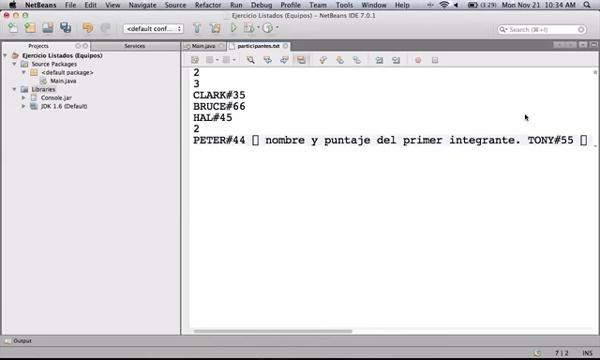 NetBeans File Edit View Navigate Source Refactor Run Debug Profile Team Tools Window Help (3:29) Mon Nov 21 10:34 AM
Ejercicio Listados (Equipos) – NetBeans IDE 7.0.1
<default conf... Search (⌘+I)
Projects Services Main.java participantes.txt
Ejercicio Listados (Equipos)
Source Packages
<default package>
Main.java
Libraries
Console.jar
JDK 1.6 (Default)
2
3
CLARK#35
BRUCE#66
HAL#45
2
PETER#44 nombre y puntaje del primer integrante. TONY#55
Output
7 | 2 INS